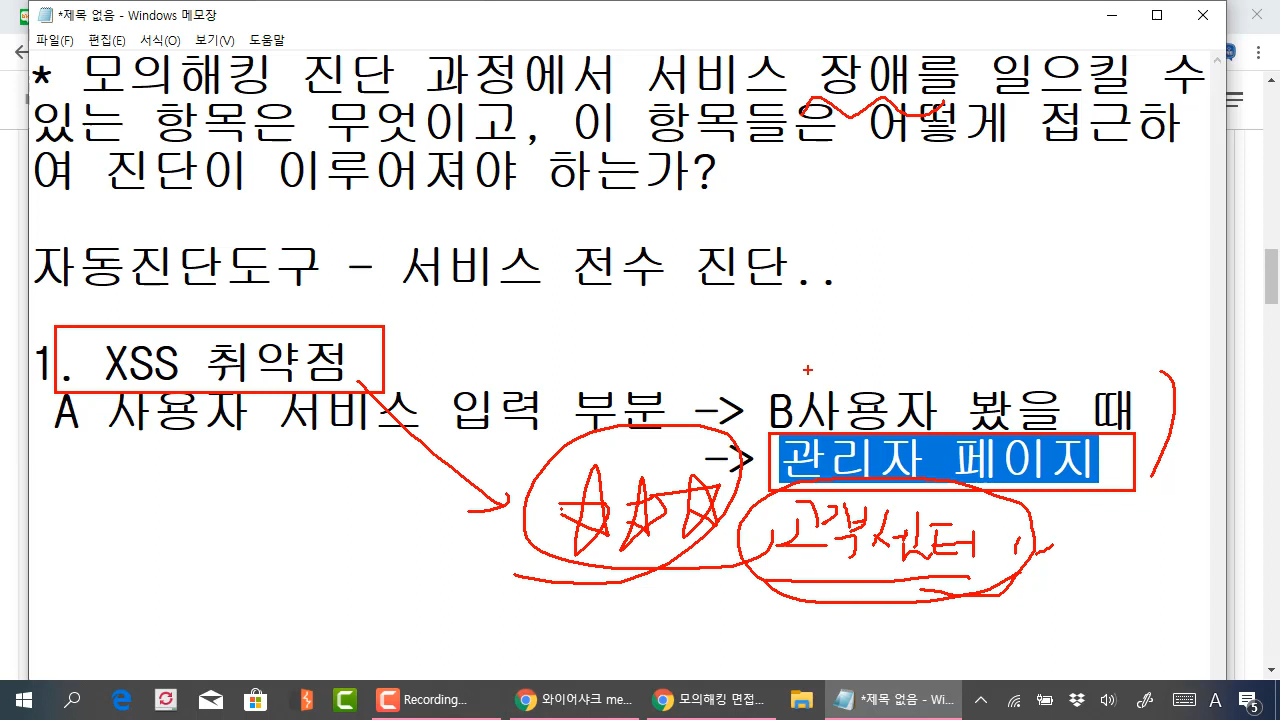 *제목 없음 - Windows 메모장
파일(F) 편집(E) 서식(O) 보기(V) 도움말
* 모의해킹 진단 과정에서 서비스 장애를 일으킬 수
있는 항목은 무엇이고, 이 항목들은 어떻게 접근하
여 진단이 이루어져야 하는가?
자동진단도구 - 서비스 전수 진단..
1. XSS 취약점
A 사용자 서비스 입력 부분 -> B사용자 봤을 때
-> 관리자 페이지
고객센터
Recording... 와이어샤크 me... 모의해킹 면접... *제목 없음 - Wi... A 5